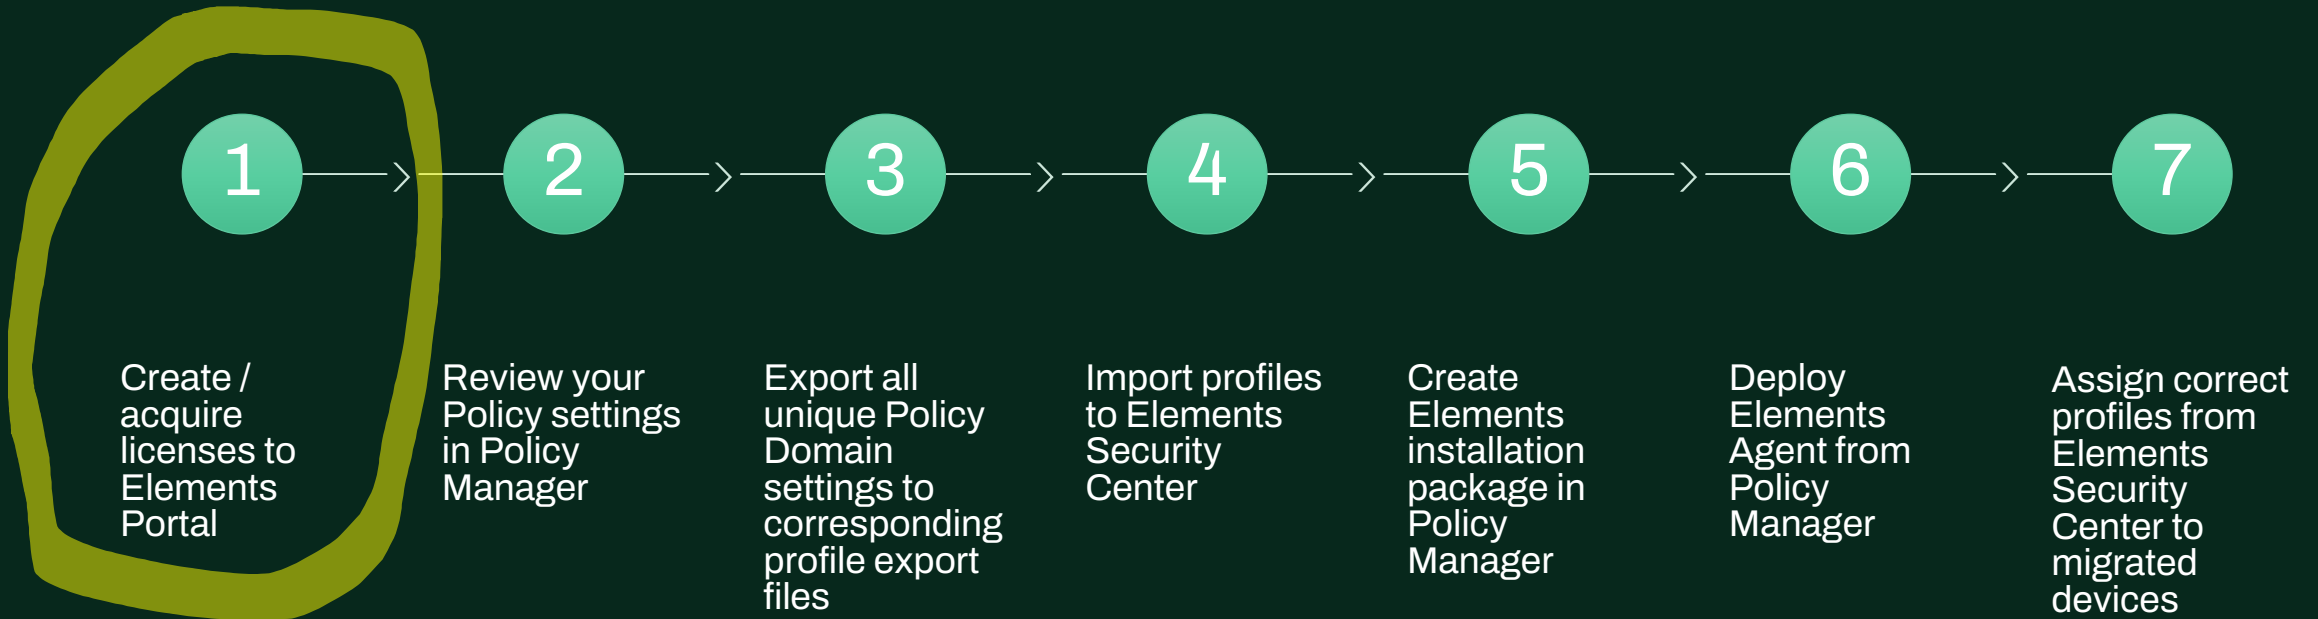 1
2
3
4
5
6
7
Create /
acquire
licenses to
Elements
Portal
Review your
Policy settings
in Policy
Manager
Export all
unique Policy
Domain
settings to
corresponding
profile export
files
Import profiles
to Elements
Security
Center
Create
Elements
installation
package in
Policy
Manager
Deploy
Elements
Agent from
Policy
Manager
Assign correct
profiles from
Elements
Security
Center to
migrated
devices